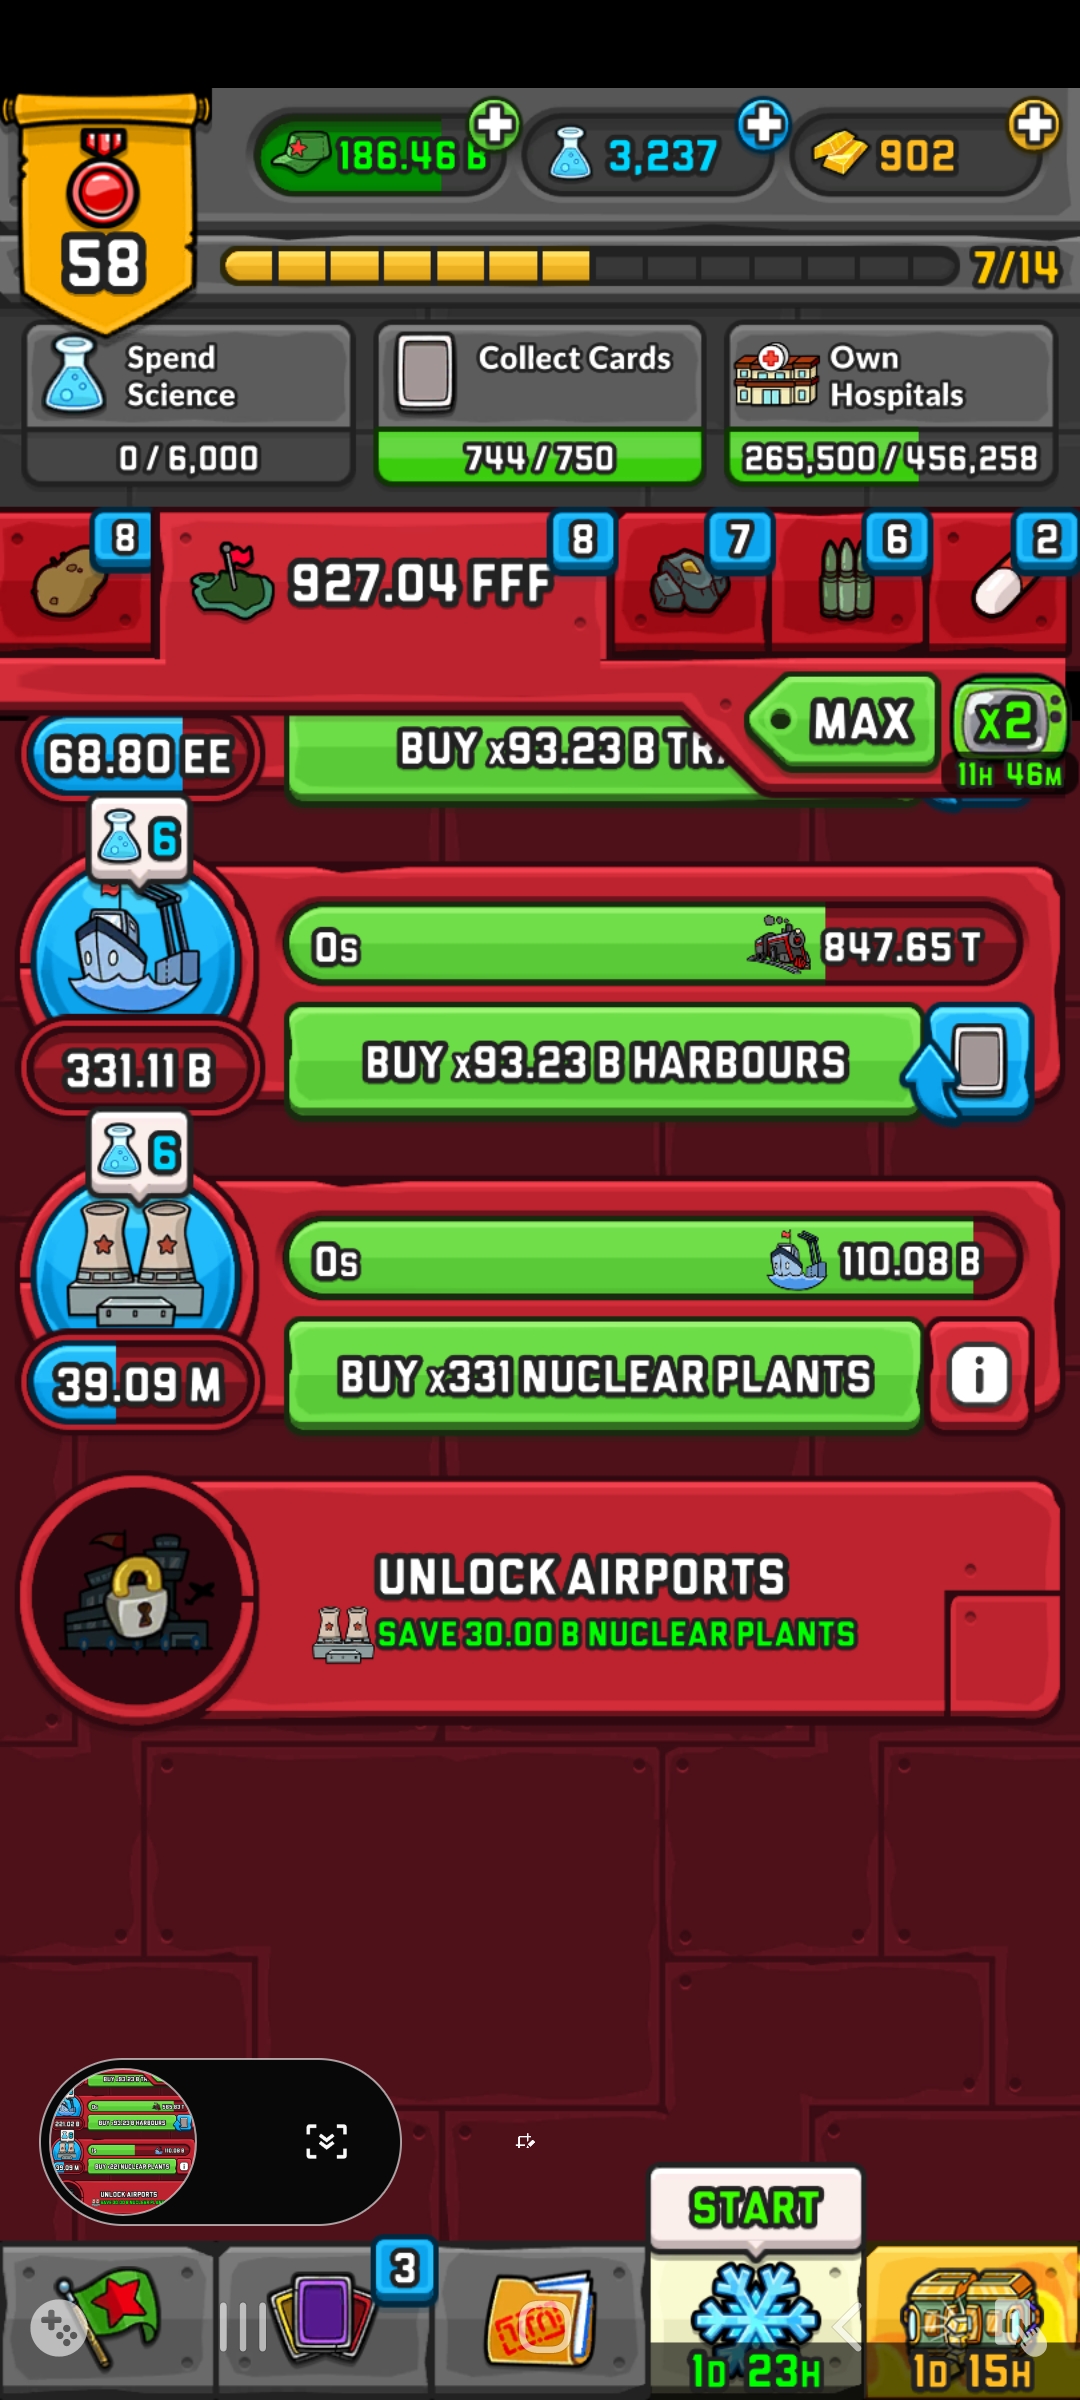 186.46 B
3,237
902
58
7/14
Spend
Science
0 / 6,000
Collect Cards
744 / 750
Own
Hospitals
265,500 / 456,258
8
927.04 FFF
8
7
6
2
MAX
x2
11H 46M
68.80 EE
BUY x93.23 B
6
0s
847.65 T
331.11 B
BUY x93.23 B HARBOURS
6
0s
110.08 B
39.09 M
BUY x331 NUCLEAR PLANTS
i
UNLOCK AIRPORTS
SAVE 30.00 B NUCLEAR PLANTS
START
3
1D 23H
1D 15H